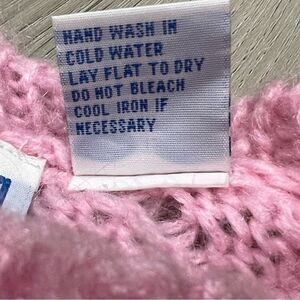 HAND WASH IN
COLD WATER
LAY FLAT TO DRY
DO NOT BLEACH
COOL IRON IF
NECESSARY